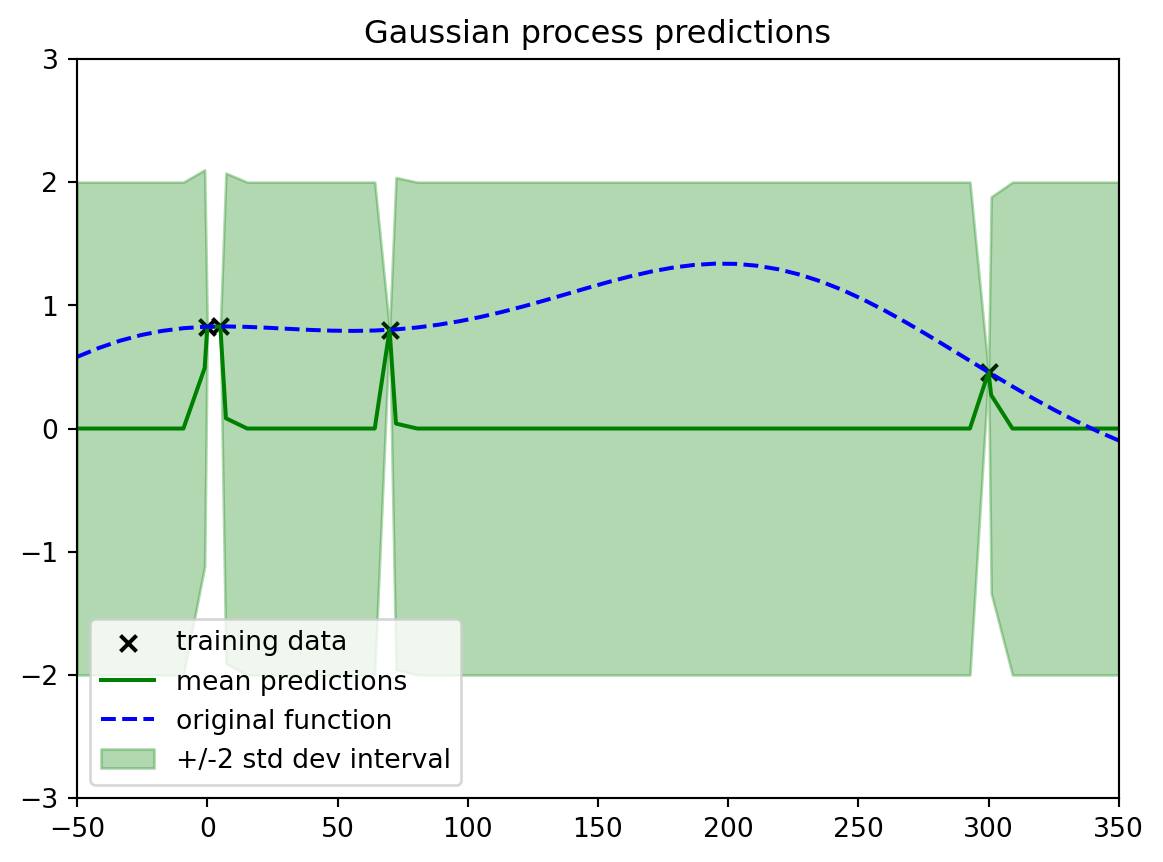 Gaussian process predictions
3
2
1
0
−1
−2
−3
training data
mean predictions
original function
+/-2 std dev interval
−50 0 50 100 150 200 250 300 350